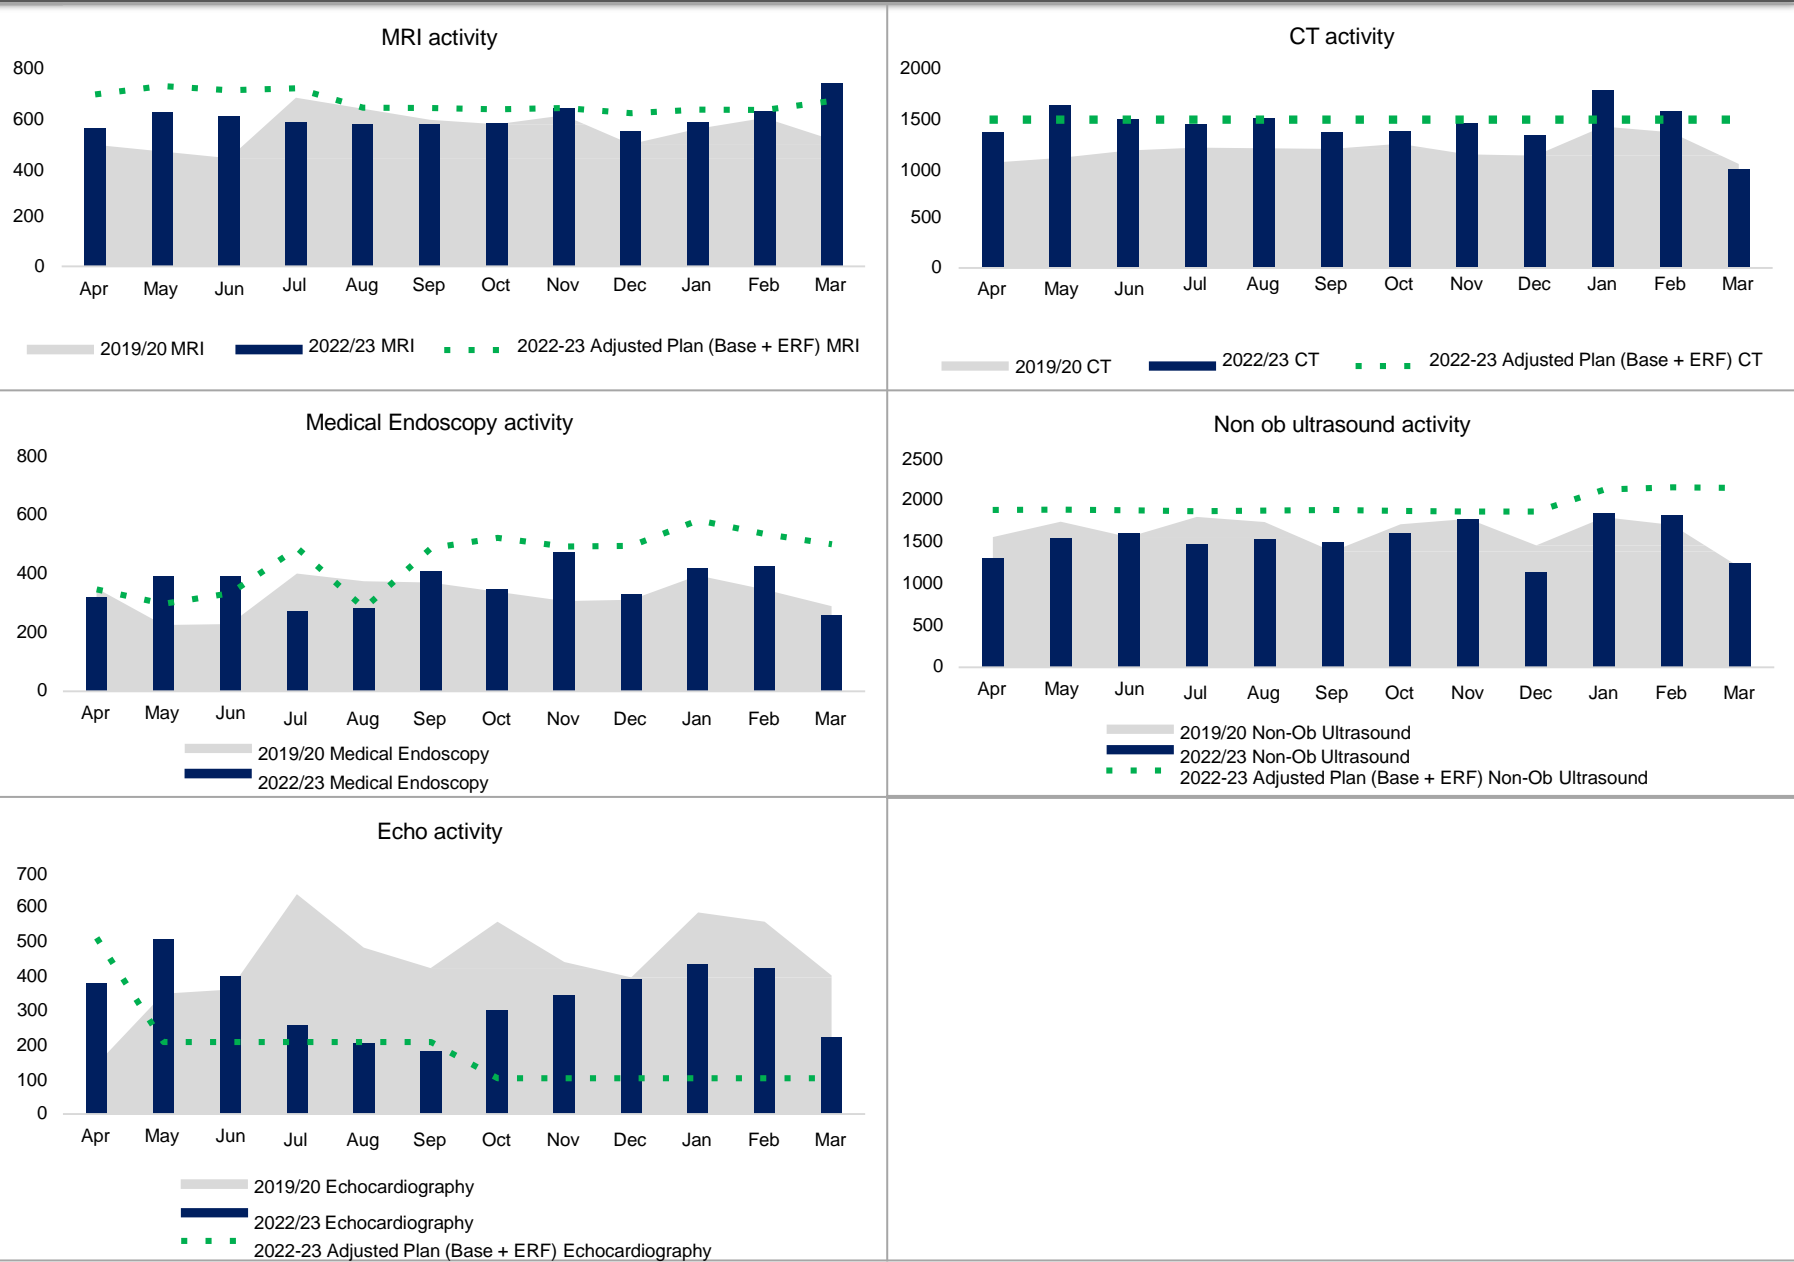 MRI activity
800
600
400
200
0
Apr May Jun Jul Aug Sep Oct Nov Dec Jan Feb Mar
2019/20 MRI 2022/23 MRI 2022-23 Adjusted Plan (Base + ERF) MRI
CT activity
2000
1500
1000
500
0
Apr May Jun Jul Aug Sep Oct Nov Dec Jan Feb Mar
2019/20 CT 2022/23 CT 2022-23 Adjusted Plan (Base + ERF) CT
Medical Endoscopy activity
800
600
400
200
0
Apr May Jun Jul Aug Sep Oct Nov Dec Jan Feb Mar
2019/20 Medical Endoscopy
2022/23 Medical Endoscopy
Non ob ultrasound activity
2500
2000
1500
1000
500
0
Apr May Jun Jul Aug Sep Oct Nov Dec Jan Feb Mar
2019/20 Non-Ob Ultrasound
2022/23 Non-Ob Ultrasound
2022-23 Adjusted Plan (Base + ERF) Non-Ob Ultrasound
Echo activity
700
600
500
400
300
200
100
0
Apr May Jun Jul Aug Sep Oct Nov Dec Jan Feb Mar
2019/20 Echocardiography
2022/23 Echocardiography
2022-23 Adjusted Plan (Base + ERF) Echocardiography